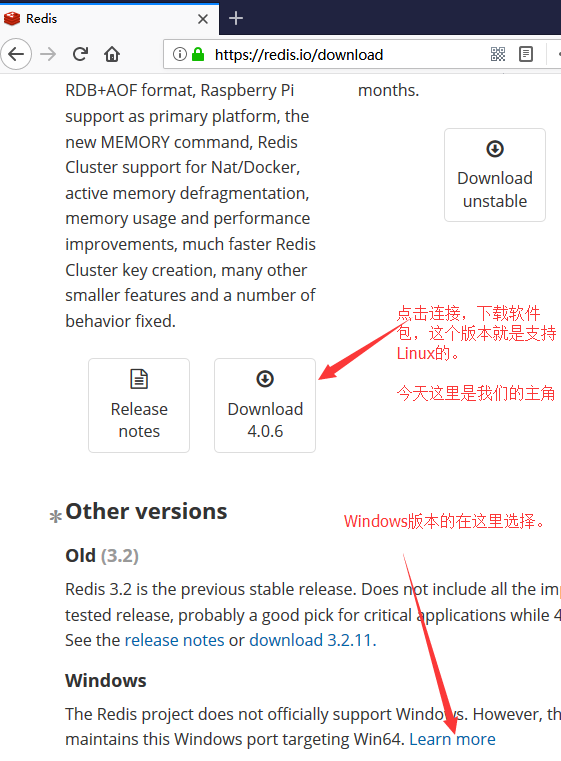 Redis
https://redis.io/download
RDB+AOF format, Raspberry Pi
support as primary platform, the
new MEMORY command, Redis
Cluster support for Nat/Docker,
active memory defragmentation,
memory usage and performance
improvements, much faster Redis
Cluster key creation, many other
smaller features and a number of
behavior fixed.
months.
Download
unstable
点击连接，下载软件
包，这个版本就是支持
Linux的。
今天这里是我们的主角
Release
notes
Download
4.0.6
Other versions
Windows版本的在这里选择。
Old (3.2)
Redis 3.2 is the previous stable release. Does not include all the
tested release, probably a good pick for critical applications while 4
See the release notes or download 3.2.11.
Windows
The Redis project does not officially support Windows. However,
maintains this Windows port targeting Win64. Learn more